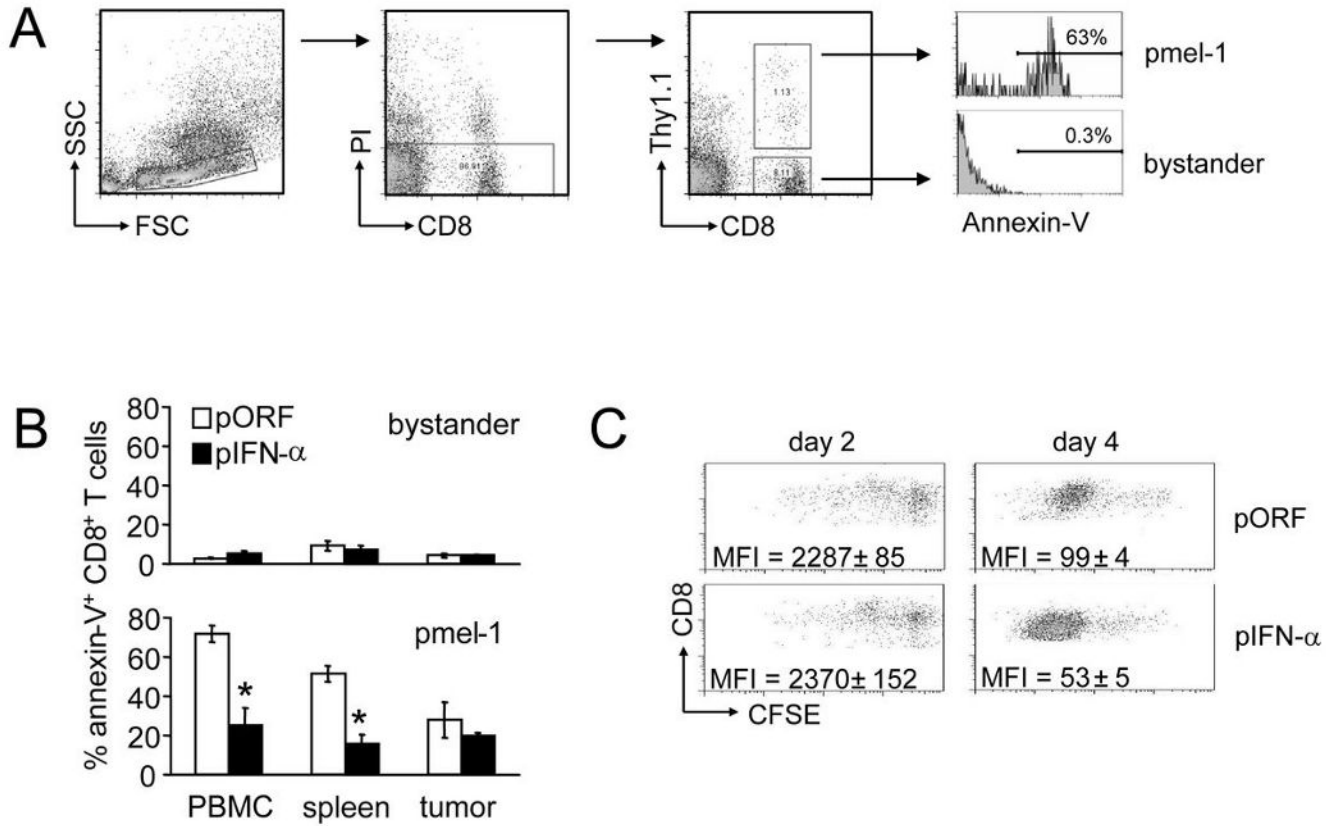 A
SSC
FSC
PI
CD8
Thy1.1
1.13
CD8
63%
pmel-1
0.3%
bystander
Annexin-V
B
% annexin-V+ CD8+ T cells
80
60
40
20
0
pORF
pIFN-α
bystander
80
60
40
20
0
pmel-1
*
*
PBMC spleen tumor
C
day 2 day 4
MFI = 2287± 85
MFI = 99± 4
pORF
MFI = 2370± 152
MFI = 53± 5
pIFN-α
CD8
CFSE